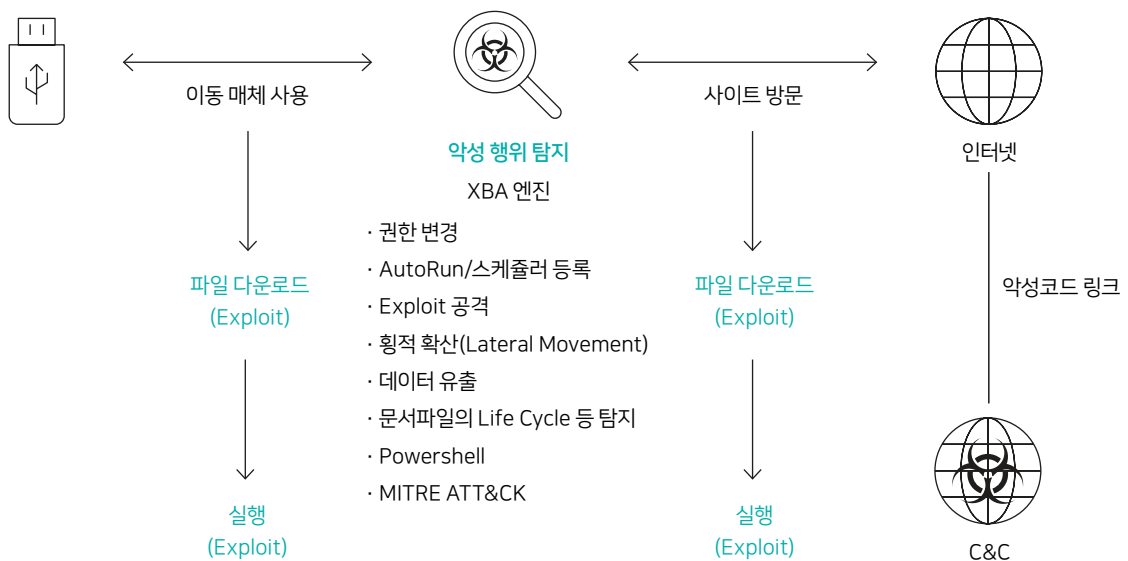 이동 매체 사용
사이트 방문
악성 행위 탐지
인터넷
XBA 엔진
· 권한 변경
· AutoRun/스케쥴러 등록
· Exploit 공격
· 횡적 확산(Lateral Movement)
· 데이터 유출
· 문서파일의 Life Cycle 등 탐지
· Powershell
· MITRE ATT&CK
파일 다운로드
(Exploit)
실행
(Exploit)
파일 다운로드
(Exploit)
실행
(Exploit)
악성코드 링크
C&C